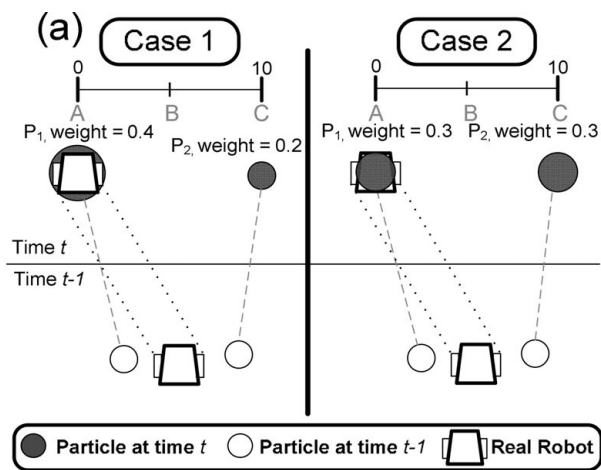 (a)
Case 1
Case 2
0 10
A B C
P1, weight = 0.4
P2, weight = 0.2
0 10
A B C
P1, weight = 0.3 P2, weight = 0.3
Time t
Time t-1
Particle at time t Particle at time t-1 Real Robot